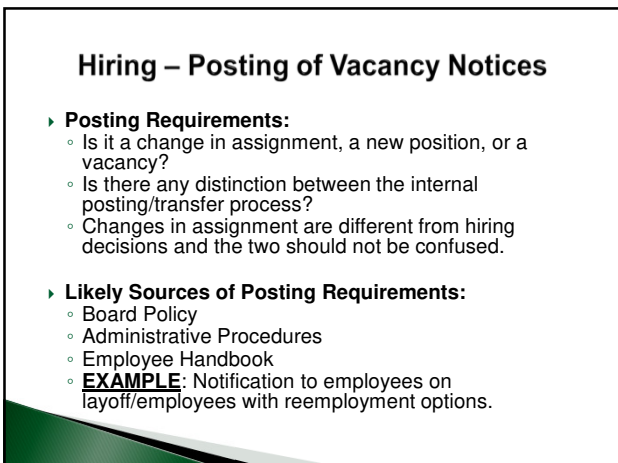 Hiring – Posting of Vacancy Notices
Posting Requirements:
Is it a change in assignment, a new position, or a
vacancy?
Is there any distinction between the internal
posting/transfer process?
Changes in assignment are different from hiring
decisions and the two should not be confused.
Likely Sources of Posting Requirements:
Board Policy
Administrative Procedures
Employee Handbook
EXAMPLE: Notification to employees on
layoff/employees with reemployment options.